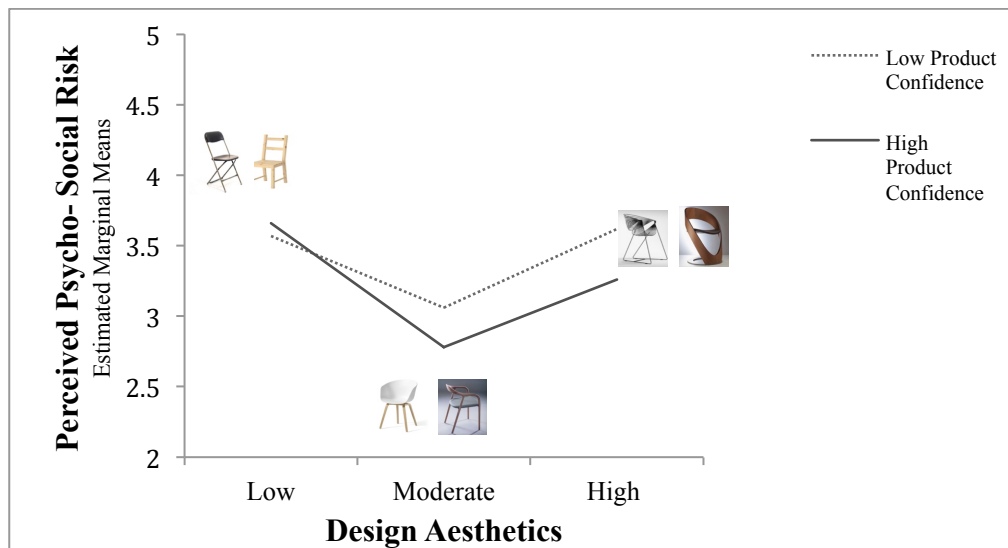 Perceived Psycho- Social Risk
Estimated Marginal Means
5
4.5
4
3.5
3
2.5
2
Low
Moderate
High
Design Aesthetics
Low Product
Confidence
High
Product
Confidence